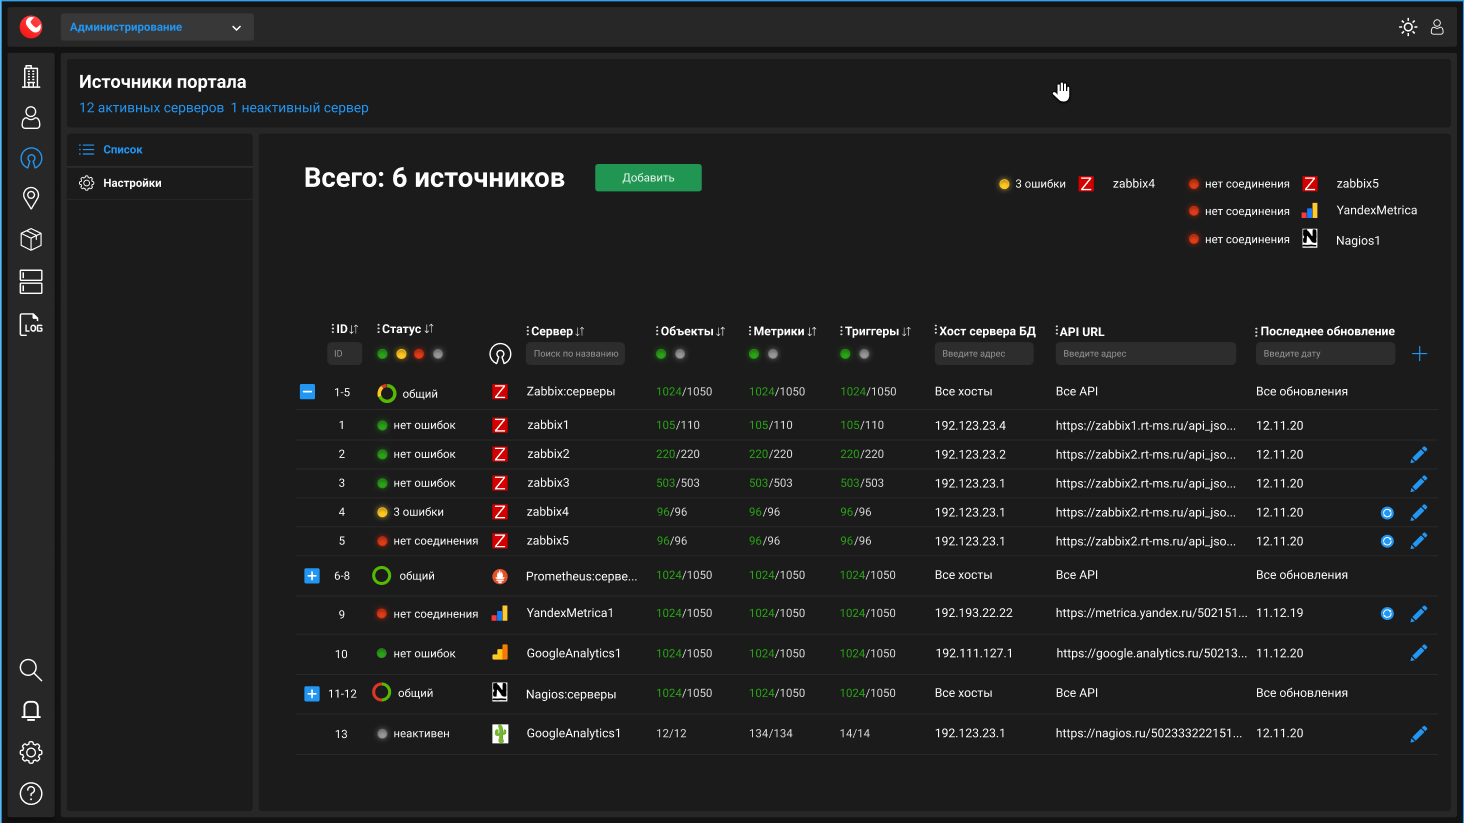 Администрирование
Источники портала
12 активных серверов 1 неактивный сервер
Список
Настройки
LOG
Всего: 6 источников
Добавить
3 ошибки Z zabbix4
нет соединения Z zabbix5
нет соединения YandexMetrica
нет соединения N Nagios1
ID Статус Сервер Объекты Метрики Триггеры Хост сервера БД API URL Последнее обновление
ID Поиск по названию Введите адрес Введите адрес Введите дату
1-5 общий Z Zabbix:серверы 1024/1050 1024/1050 1024/1050 Все хосты Все API Все обновления
1 нет ошибок Z zabbix1 105/110 105/110 105/110 192.123.23.4 https://zabbix1.rt-ms.ru/api_jso... 12.11.20
2 нет ошибок Z zabbix2 220/220 220/220 220/220 192.123.23.2 https://zabbix2.rt-ms.ru/api_jso... 12.11.20
3 нет ошибок Z zabbix3 503/503 503/503 503/503 192.123.23.1 https://zabbix2.rt-ms.ru/api_jso... 12.11.20
4 3 ошибки Z zabbix4 96/96 96/96 96/96 192.123.23.1 https://zabbix2.rt-ms.ru/api_jso... 12.11.20
5 нет соединения Z zabbix5 96/96 96/96 96/96 192.123.23.1 https://zabbix2.rt-ms.ru/api_jso... 12.11.20
6-8 общий Prometheus:серве... 1024/1050 1024/1050 1024/1050 Все хосты Все API Все обновления
9 нет соединения YandexMetrica1 1024/1050 1024/1050 1024/1050 192.193.22.22 https://metrica.yandex.ru/502151... 11.12.19
10 нет ошибок GoogleAnalytics1 1024/1050 1024/1050 1024/1050 192.111.127.1 https://google.analytics.ru/50213... 11.12.20
11-12 общий N Nagios:серверы 1024/1050 1024/1050 1024/1050 Все хосты Все API Все обновления
13 неактивен GoogleAnalytics1 12/12 134/134 14/14 192.123.23.1 https://nagios.ru/502333222151... 12.11.20